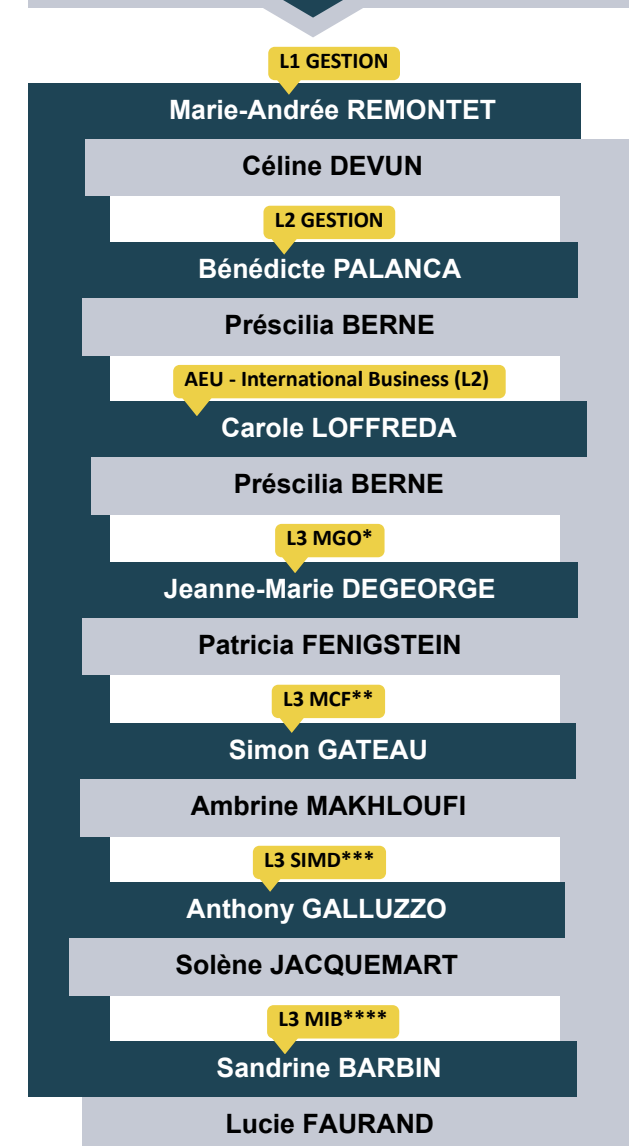 L1 GESTION
Marie-Andrée REMONTET
Céline DEVUN
L2 GESTION
Bénédicte PALANCA
Préscilia BERNE
AEU - International Business (L2)
Carole LOFFREDA
Préscilia BERNE
L3 MGO*
Jeanne-Marie DEGEORGE
Patricia FENIGSTEIN
L3 MCF**
Simon GATEAU
Ambrine MAKHLOUFI
L3 SIMD***
Anthony GALLUZZO
Solène JACQUEMART
L3 MIB****
Sandrine BARBIN
Lucie FAURAND